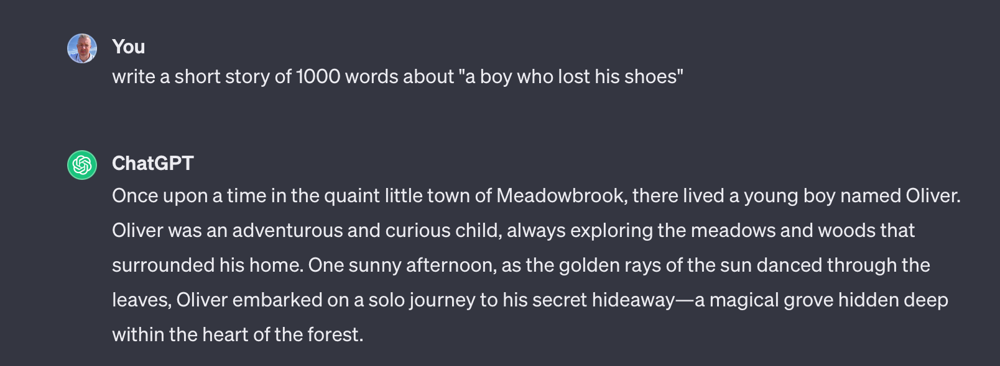 You
write a short story of 1000 words about "a boy who lost his shoes"
ChatGPT
Once upon a time in the quaint little town of Meadowbrook, there lived a young boy named Oliver.
Oliver was an adventurous and curious child, always exploring the meadows and woods that
surrounded his home. One sunny afternoon, as the golden rays of the sun danced through the
leaves, Oliver embarked on a solo journey to his secret hideaway—a magical grove hidden deep
within the heart of the forest.